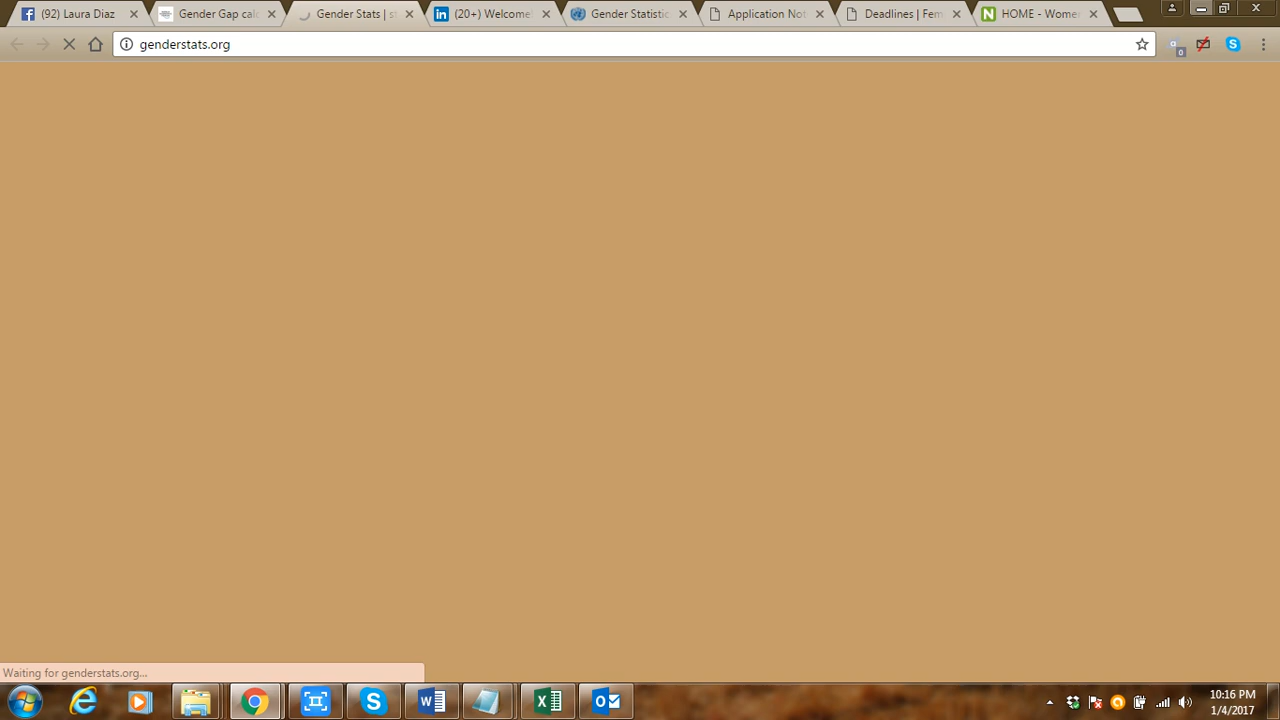 (92) Laura Diaz
Gender Gap cal
Gender Stats | s
(20+) Welcome!
Gender Statistic
Application Not
Deadlines | Fem
HOME - Wome
genderstats.org
0
Waiting for genderstats.org...
10:16 PM
1/4/2017